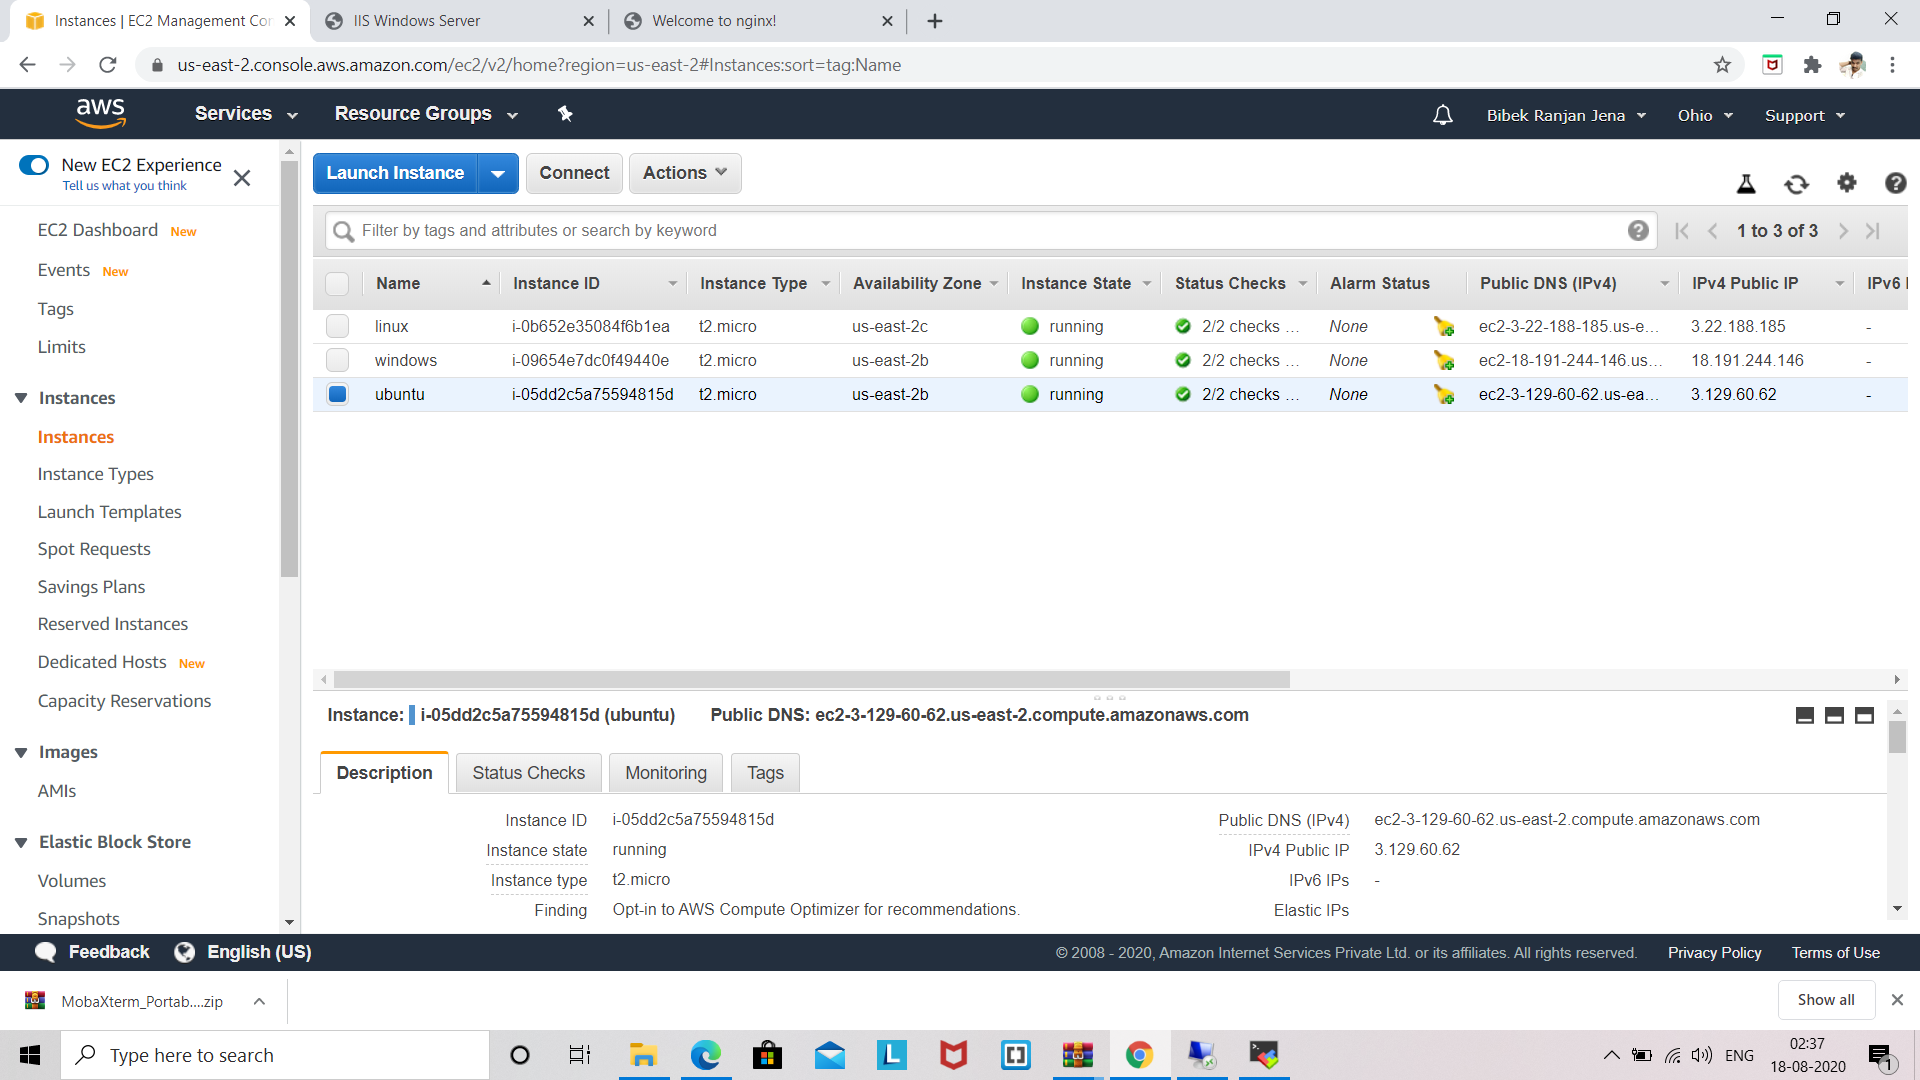 Instances | EC2 Management Con
IIS Windows Server
Welcome to nginx!
us-east-2.console.aws.amazon.com/ec2/v2/home?region=us-east-2#Instances:sort=tag:Name
aws
Services
Resource Groups
Bibek Ranjan Jena
Ohio
Support
New EC2 Experience
Tell us what you think
EC2 Dashboard New
Events New
Tags
Limits
Instances
Instances
Instance Types
Launch Templates
Spot Requests
Savings Plans
Reserved Instances
Dedicated Hosts New
Capacity Reservations
Images
AMIs
Elastic Block Store
Volumes
Snapshots
Launch Instance
Connect
Actions
Filter by tags and attributes or search by keyword
1 to 3 of 3
Name Instance ID Instance Type Availability Zone Instance State Status Checks Alarm Status Public DNS (IPv4) IPv4 Public IP IPv6 I
linux i-0b652e35084f6b1ea t2.micro us-east-2c running 2/2 checks ... None ec2-3-22-188-185.us-e... 3.22.188.185 -
windows i-09654e7dc0f49440e t2.micro us-east-2b running 2/2 checks ... None ec2-18-191-244-146.us... 18.191.244.146 -
ubuntu i-05dd2c5a75594815d t2.micro us-east-2b running 2/2 checks ... None ec2-3-129-60-62.us-ea... 3.129.60.62 -
Instance: i-05dd2c5a75594815d (ubuntu) Public DNS: ec2-3-129-60-62.us-east-2.compute.amazonaws.com
Description Status Checks Monitoring Tags
Instance ID i-05dd2c5a75594815d Public DNS (IPv4) ec2-3-129-60-62.us-east-2.compute.amazonaws.com
Instance state running IPv4 Public IP 3.129.60.62
Instance type t2.micro IPv6 IPs -
Finding Opt-in to AWS Compute Optimizer for recommendations. Elastic IPs
Feedback English (US) © 2008 - 2020, Amazon Internet Services Private Ltd. or its affiliates. All rights reserved. Privacy Policy Terms of Use
MobaXterm_Portab....zip
Show all
Type here to search
L
ENG
02:37
18-08-2020
1